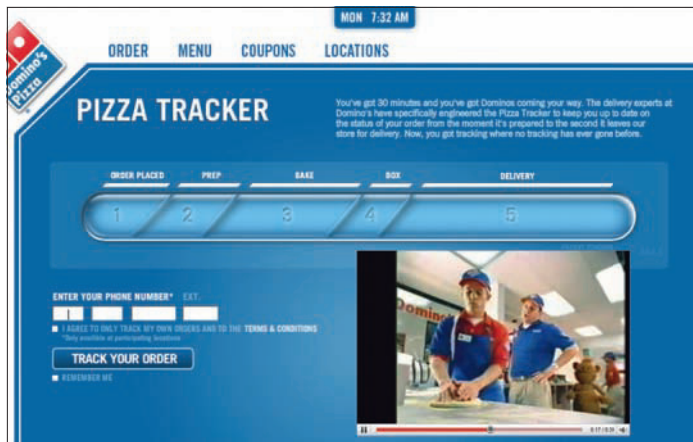 MON 7:32 AM
Domino's
Pizza
ORDER MENU COUPONS LOCATIONS
PIZZA TRACKER
You've got 30 minutes and you've got Dominos coming your way. The delivery experts at
Domino's have specifically engineered the Pizza Tracker to keep you up to date on
the status of your order from the moment it's prepared to the second it leaves our
store for delivery. Now, you got tracking where no tracking has ever gone before.
ORDER PLACED PREP BAKE BOX DELIVERY
1 2 3 4 5
ENTER YOUR PHONE NUMBER* EXT.
I AGREE TO ONLY TRACK MY OWN ORDERS AND TO THE TERMS & CONDITIONS
*Only available at participating locations
TRACK YOUR ORDER
REMEMBER ME
Domino